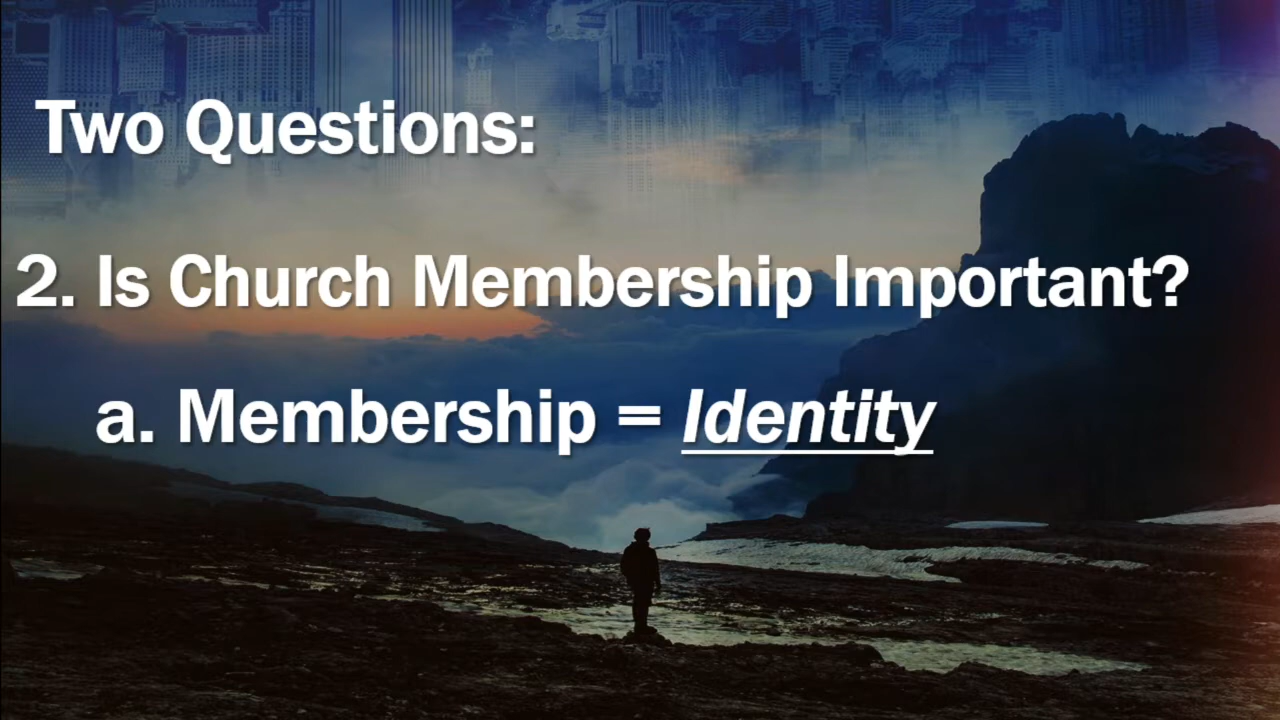 Two Questions:
2. Is Church Membership Important?
a. Membership = Identity